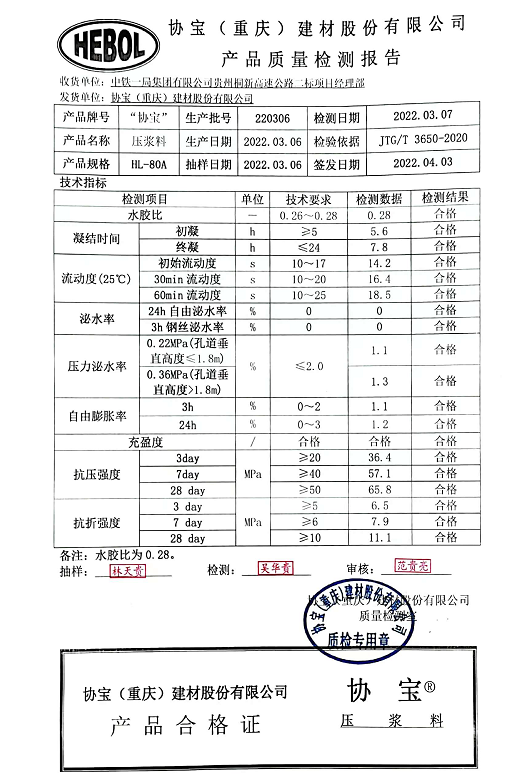 HEBOL
协宝（重庆）建材股份有限公司
产品质量检测报告
收货单位：中铁一局集团有限公司贵州桐新高速公路二标项目经理部
发货单位：协宝（重庆）建材股份有限公司
产品牌号 “协宝” 生产批号 220306 检测日期 2022.03.07
产品名称 压浆料 生产日期 2022.03.06 检验依据 JTG/T 3650-2020
产品规格 HL-80A 抽样日期 2022.03.06 签发日期 2022.04.03
技术指标
检测项目 单位 技术要求 检测数据 检测结果
水胶比 — 0.26～0.28 0.28 合格
凝结时间 初凝 h ≥5 5.6 合格
终凝 h ≤24 7.8 合格
流动度(25℃) 初始流动度 s 10～17 14.2 合格
30min 流动度 s 10～20 16.4 合格
60min 流动度 s 10～25 18.5 合格
泌水率 24h 自由泌水率 % 0 0 合格
3h 钢丝泌水率 % 0 0 合格
压力泌水率 0.22MPa(孔道垂直高度≤1.8m) % ≤2.0 1.1 合格
0.36MPa(孔道垂直高度>1.8m) 1.3 合格
自由膨胀率 3h % 0～2 1.1 合格
24h % 0～3 1.2 合格
充盈度 / 合格 合格 合格
抗压强度 3day MPa ≥20 36.4 合格
7day ≥40 57.1 合格
28 day ≥50 65.8 合格
抗折强度 3 day MPa ≥5 6.5 合格
7 day ≥6 7.9 合格
28 day ≥10 11.1 合格
备注：水胶比为 0.28。
抽样：林天贵 检测：吴华贵 审核：范贵亮
协宝（重庆）建材股份有限公司
质量检测室
协宝（重庆）建材股份有限公司
质检专用章
协宝（重庆）建材股份有限公司
产品合格证
协宝®
压浆料